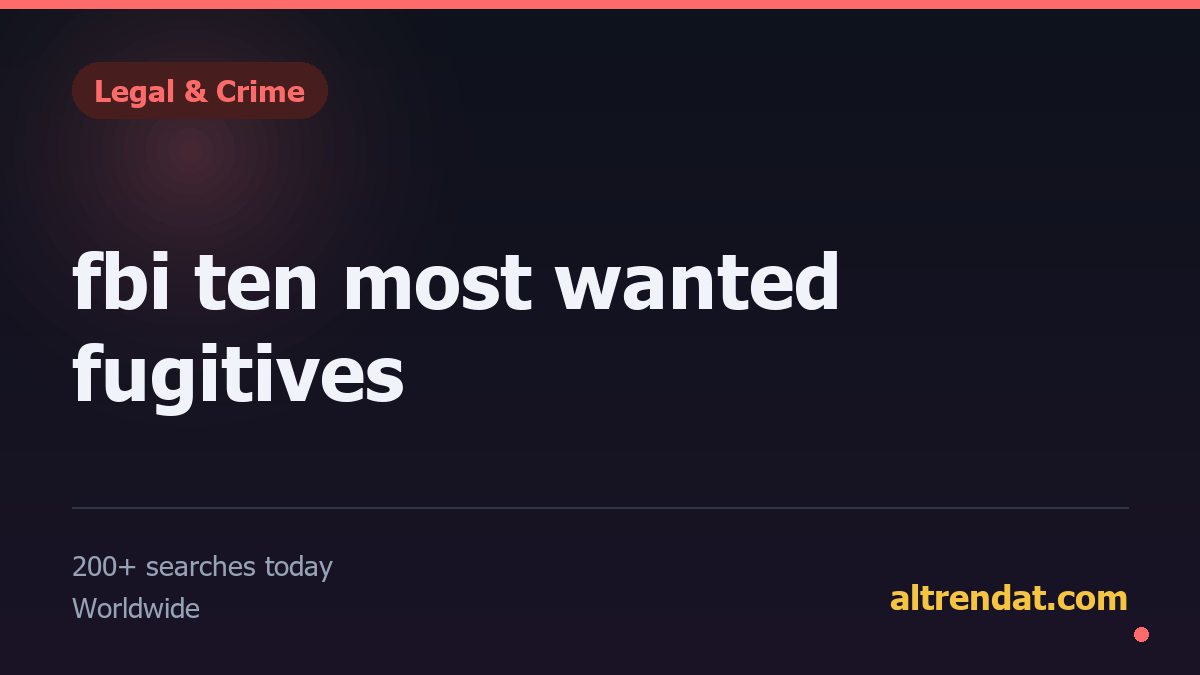 Legal & Crime
fbi ten most wanted
fugitives
200+ searches today
Worldwide
altrendat.com